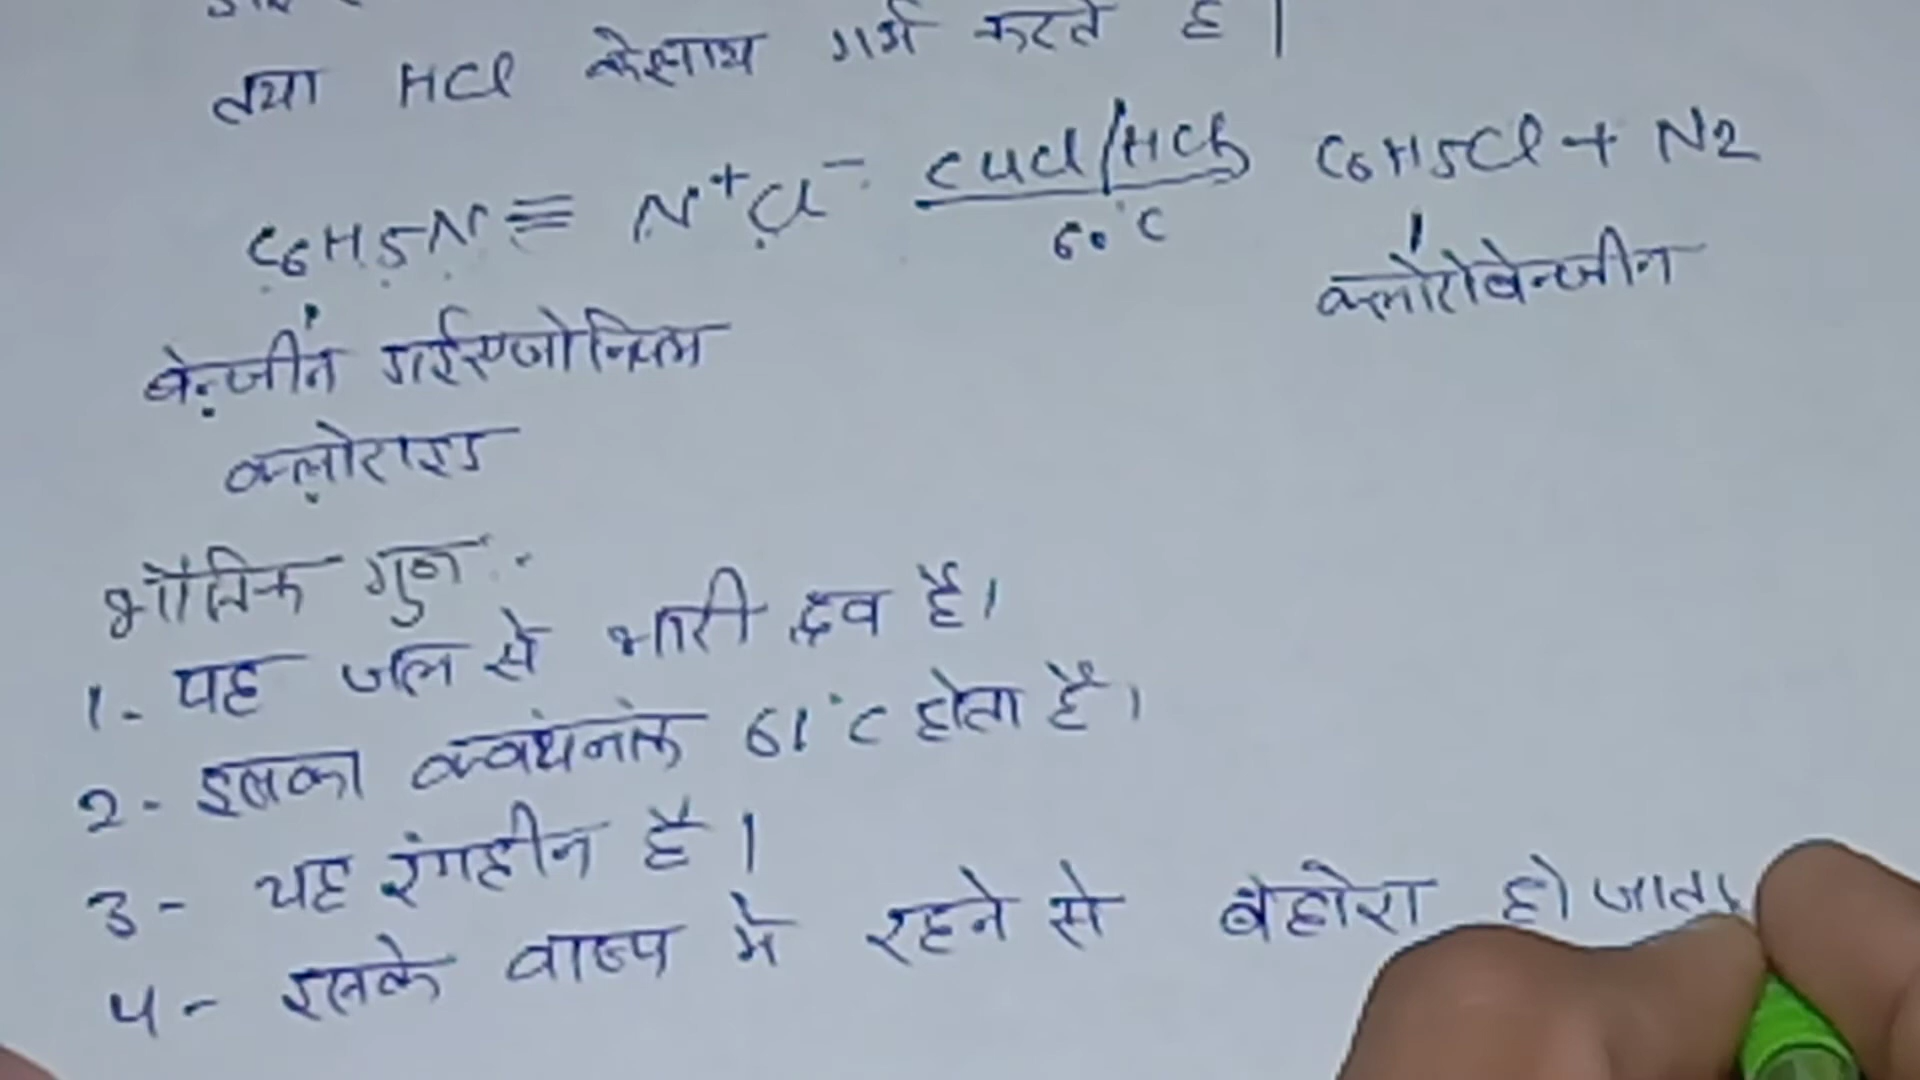 तथा HCl के साथ गर्म करते है |
C6H5N ≡ N⁺Cl⁻ CuCl/HCl C6H5Cl + N2
60°C
क्लोरोबेन्जीन
बेन्जीन डाईएजोनियम
क्लोराइड
भौतिक गुण :-
1- यह जल से भारी द्रव है।
2- इसका क्वथंनांक 61°C होता है।
3- यह रंगहीन है |
4- इसके वाष्प मे रहने से बेहोश हो जाता